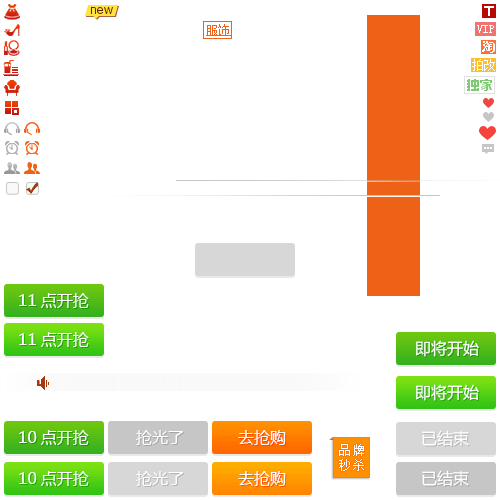 new
T
服饰
VIP
淘
拍改
独家
11 点开抢
11 点开抢
即将开始
即将开始
10 点开抢
抢光了
去抢购
品牌
秒杀
已结束
10 点开抢
抢光了
去抢购
已结束